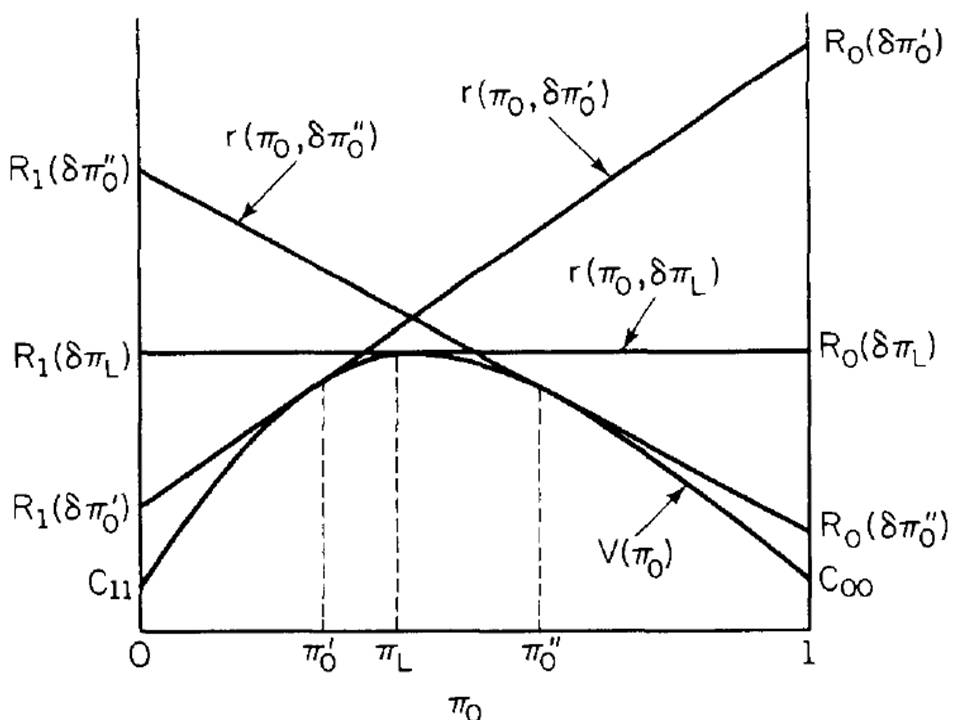 R₀(δπ₀′)
r(π₀, δπ₀′)
r(π₀, δπ₀″)
R₁(δπ₀″)
r(π₀, δπ_L)
R₁(δπ_L)
R₀(δπ_L)
R₁(δπ₀′)
R₀(δπ₀″)
V(π₀)
C₁₁
C₀₀
0 π₀′ π_L π₀″ 1
π₀